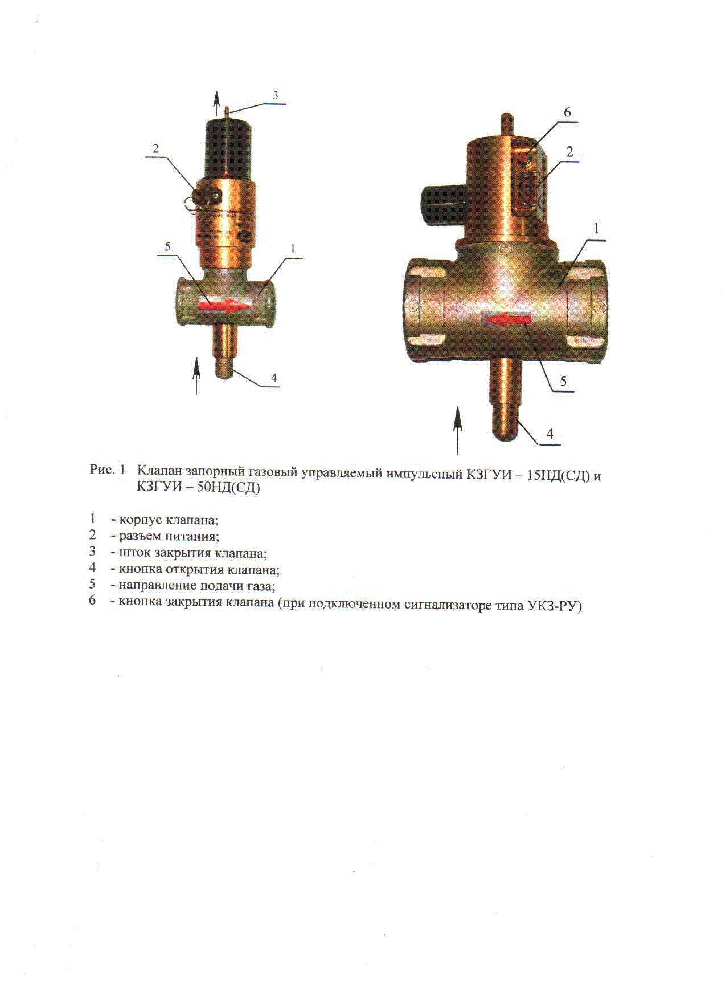 3
6
2
2
1
5
1
4
5
4
Рис. 1 Клапан запорный газовый управляемый импульсный КЗГУИ – 15НД(СД) и
КЗГУИ – 50НД(СД)
1 - корпус клапана;
2 - разъем питания;
3 - шток закрытия клапана;
4 - кнопка открытия клапана;
5 - направление подачи газа;
6 - кнопка закрытия клапана (при подключенном сигнализаторе типа УКЗ-РУ)